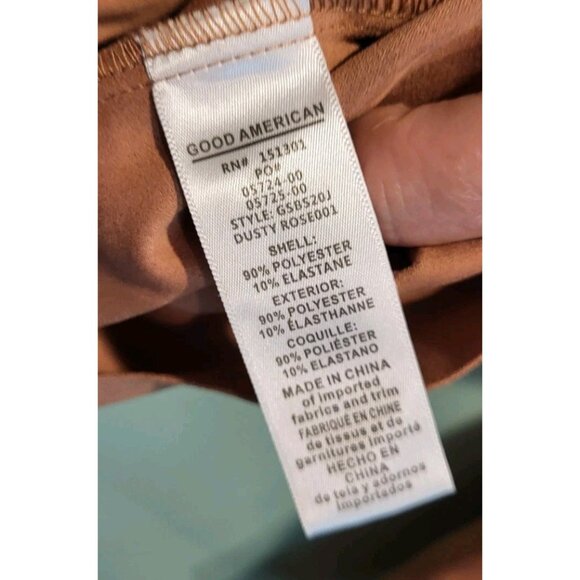 GOOD AMERICAN
RN# 151301
PO#
05724-00
05725-00
STYLE: GSBS20J
DUSTY ROSE001
SHELL:
90% POLYESTER
10% ELASTANE
EXTERIOR:
90% POLYESTER
10% ÉLASTHANNE
COQUILLE:
90% POLIÉSTER
10% ELASTANO
MADE IN CHINA
of imported
fabrics and trim
FABRIQUÉ EN CHINE
de tissus et de
garnitures importé
HECHO EN
CHINA
de tela y adornos
importados